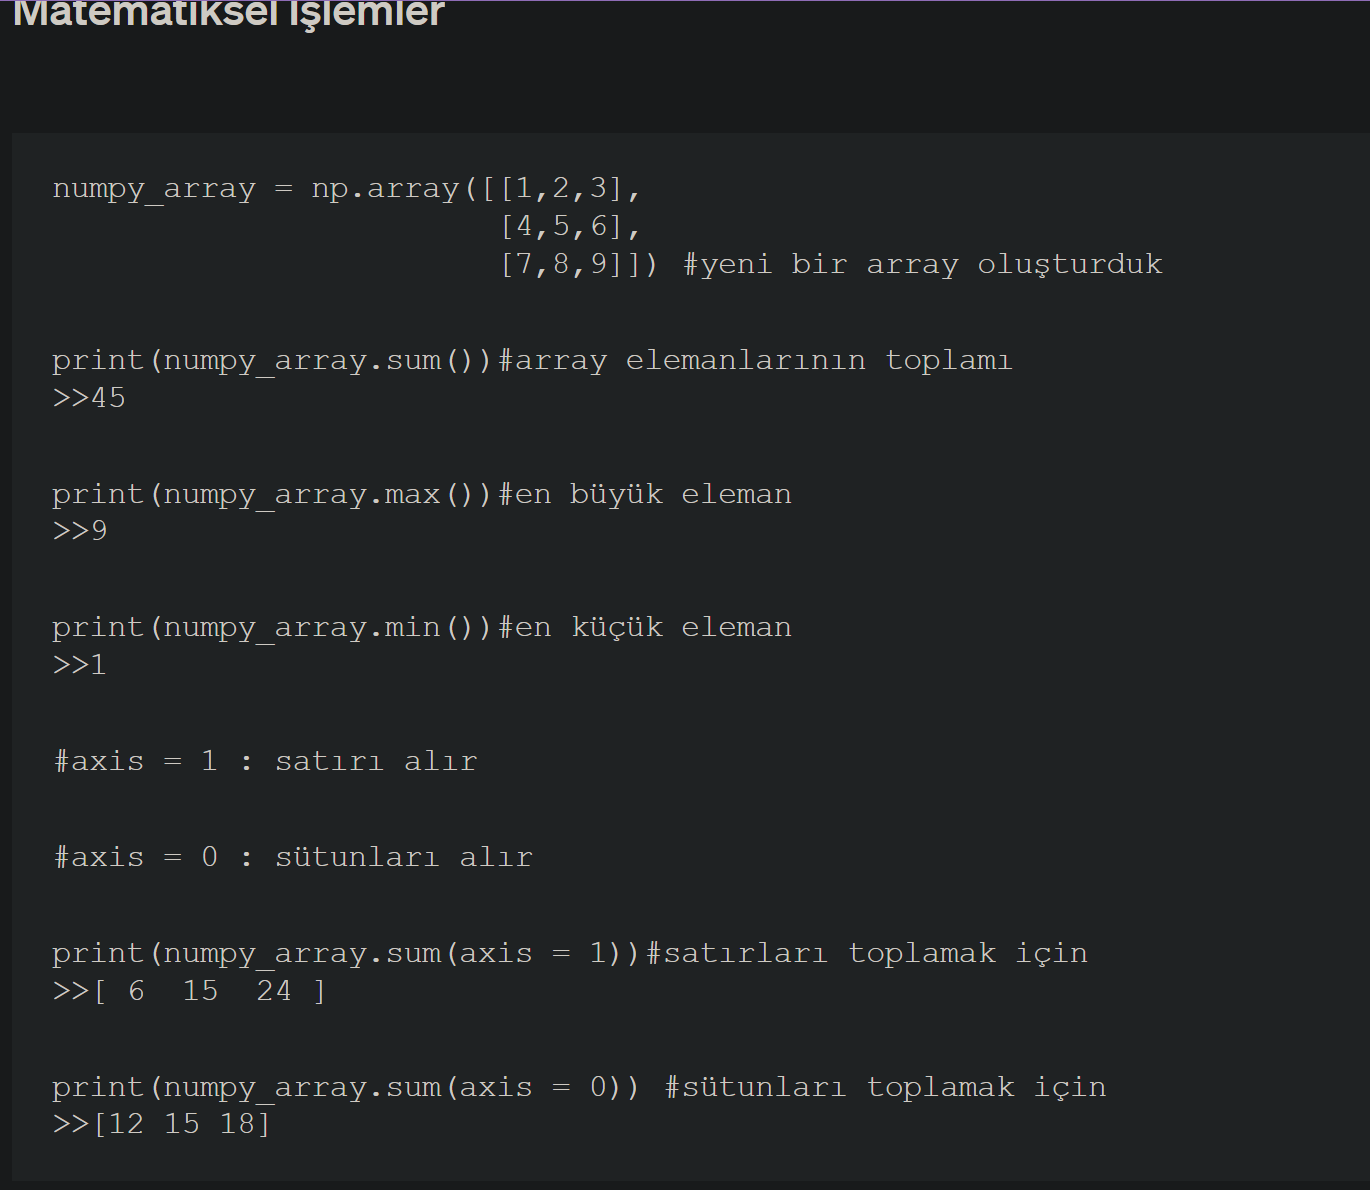 Matematiksel İşlemler
numpy_array = np.array([[1,2,3],
[4,5,6],
[7,8,9]]) #yeni bir array oluşturduk
print(numpy_array.sum())#array elemanlarının toplamı
>>45
print(numpy_array.max())#en büyük eleman
>>9
print(numpy_array.min())#en küçük eleman
>>1
#axis = 1 : satırı alır
#axis = 0 : sütunları alır
print(numpy_array.sum(axis = 1))#satırları toplamak için
>>[ 6  15  24 ]
print(numpy_array.sum(axis = 0)) #sütunları toplamak için
>>[12 15 18]